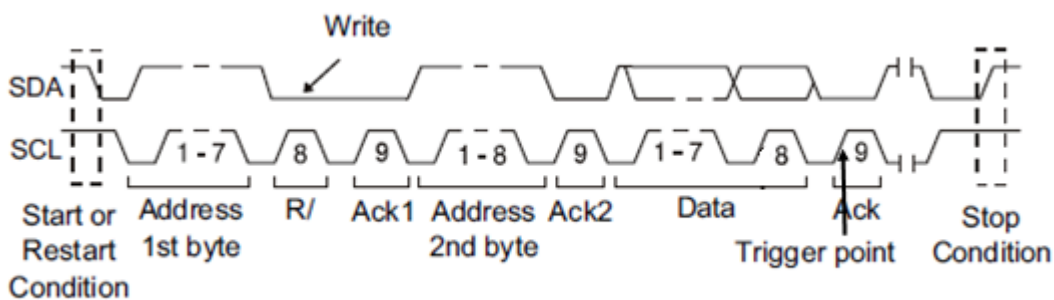 Write
SDA
SCL
1 - 7 8 9 1 - 8 9 1 - 7 8 9
Start or
Restart
Condition
Address
1st byte
R/
Ack1
Address
2nd byte
Ack2
Data
Ack
Trigger point
Stop
Condition